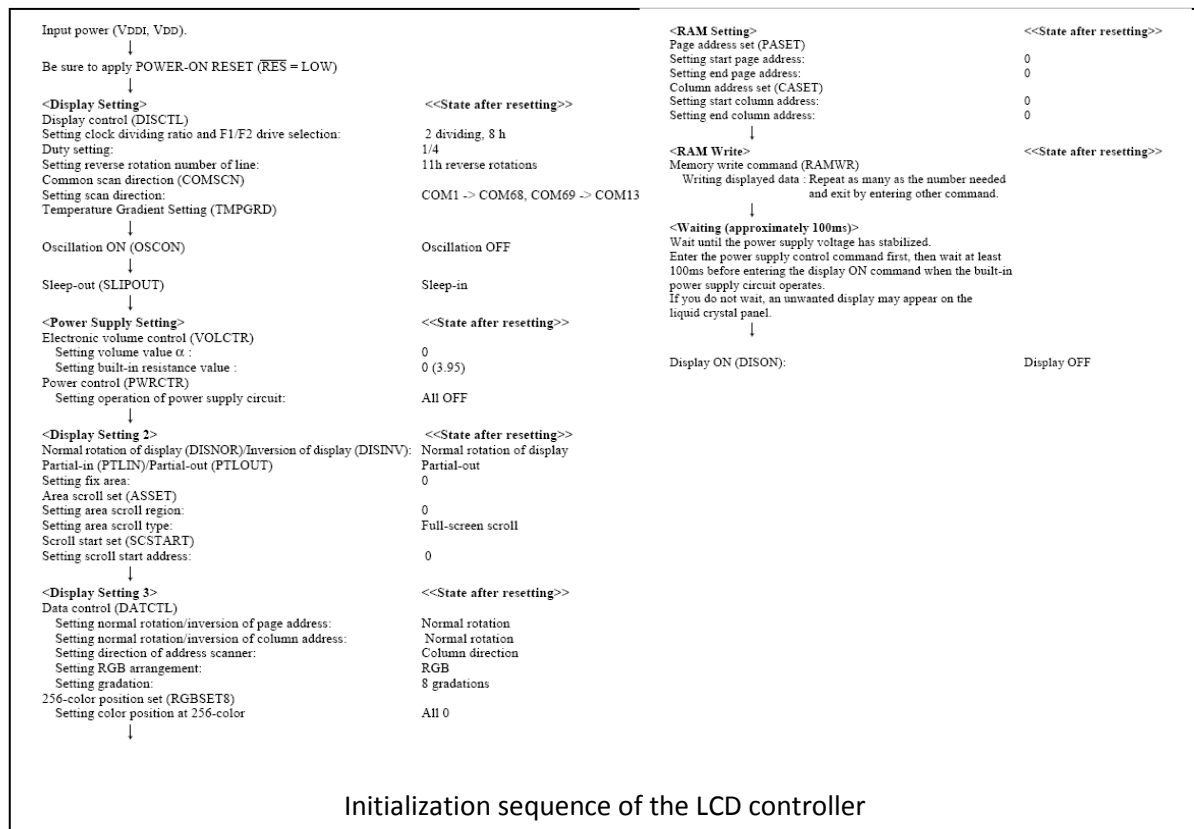 Input power (VDDI, VDD).
↓
Be sure to apply POWER-ON RESET (R̅E̅S̅ = LOW)
↓
<Display Setting> <<State after resetting>>
Display control (DISCTL)
Setting clock dividing ratio and F1/F2 drive selection: 2 dividing, 8 h
Duty setting: 1/4
Setting reverse rotation number of line: 11h reverse rotations
Common scan direction (COMSCN)
Setting scan direction: COM1 -> COM68, COM69 -> COM13
Temperature Gradient Setting (TMPGRD)
↓
Oscillation ON (OSCON) Oscillation OFF
↓
Sleep-out (SLIPOUT) Sleep-in
↓
<Power Supply Setting> <<State after resetting>>
Electronic volume control (VOLCTR)
Setting volume value α : 0
Setting built-in resistance value : 0 (3.95)
Power control (PWRCTR)
Setting operation of power supply circuit: All OFF
↓
<Display Setting 2> <<State after resetting>>
Normal rotation of display (DISNOR)/Inversion of display (DISINV): Normal rotation of display
Partial-in (PTLIN)/Partial-out (PTLOUT) Partial-out
Setting fix area: 0
Area scroll set (ASSET)
Setting area scroll region: 0
Setting area scroll type: Full-screen scroll
Scroll start set (SCSTART)
Setting scroll start address: 0
↓
<Display Setting 3> <<State after resetting>>
Data control (DATCTL)
Setting normal rotation/inversion of page address: Normal rotation
Setting normal rotation/inversion of column address: Normal rotation
Setting direction of address scanner: Column direction
Setting RGB arrangement: RGB
Setting gradation: 8 gradations
256-color position set (RGBSET8)
Setting color position at 256-color All 0
↓
<RAM Setting> <<State after resetting>>
Page address set (PASET)
Setting start page address: 0
Setting end page address: 0
Column address set (CASET)
Setting start column address: 0
Setting end column address: 0
↓
<RAM Write> <<State after resetting>>
Memory write command (RAMWR)
Writing displayed data : Repeat as many as the number needed
and exit by entering other command.
↓
<Waiting (approximately 100ms)>
Wait until the power supply voltage has stabilized.
Enter the power supply control command first, then wait at least
100ms before entering the display ON command when the built-in
power supply circuit operates.
If you do not wait, an unwanted display may appear on the
liquid crystal panel.
↓
Display ON (DISON): Display OFF
Initialization sequence of the LCD controller